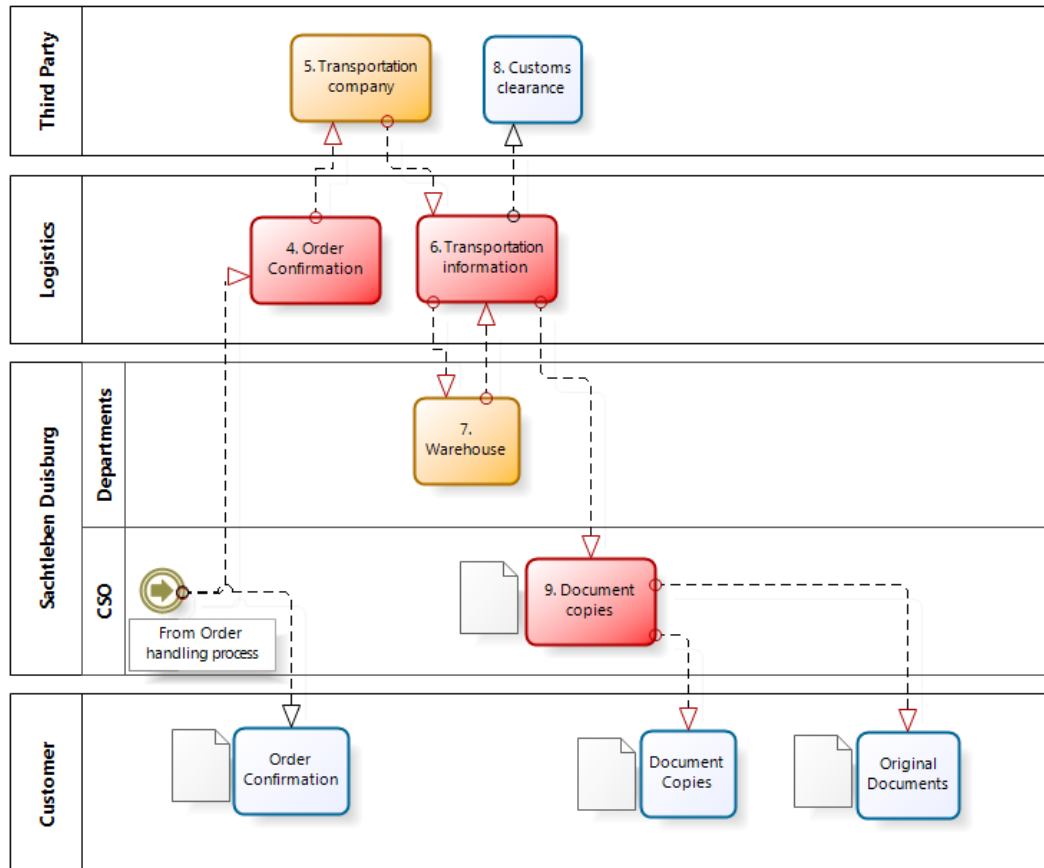 Third Party
5. Transportation
company
8. Customs
clearance
Logistics
4. Order
Confirmation
6. Transportation
information
Sachtleben Duisburg
Departments
7.
Warehouse
CSO
From Order
handling process
9. Document
copies
Customer
Order
Confirmation
Document
Copies
Original
Documents